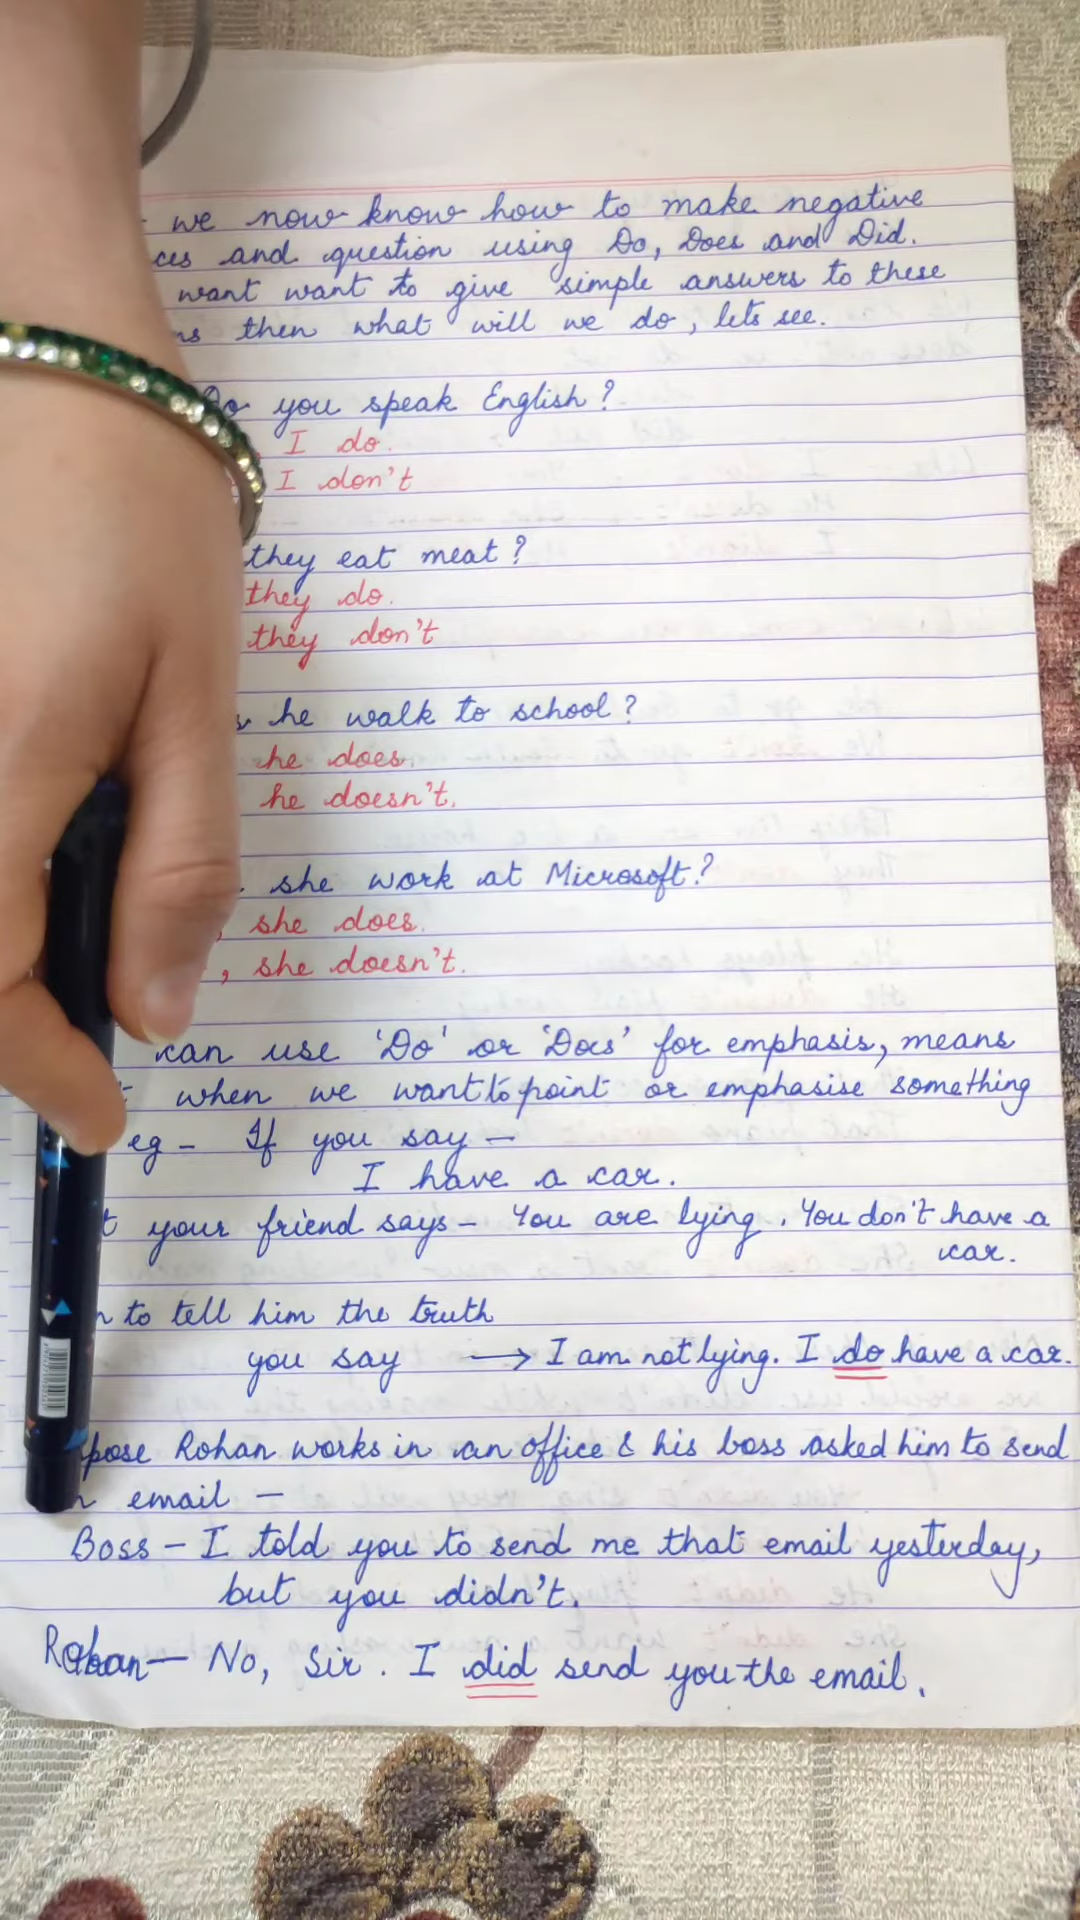 we now know how to make negative
ces and question using Do, Does and Did.
want want to give simple answers to these
ns then what will we do, lets see.
Do you speak English?
I do.
I don't
they eat meat?
they do.
they don't
s he walk to school?
he does.
he doesn't.
she work at Microsoft?
, she does.
, she doesn't.
can use 'Do' or 'Does' for emphasis, means
t when we want to point or emphasise something
eg - If you say -
I have a car.
t your friend says - You are lying. You don't have a
car.
n to tell him the truth
you say → I am not lying. I do have a car.
pose Rohan works in an office & his boss asked him to send
n email -
Boss - I told you to send me that email yesterday,
but you didn't.
Rohan - No, Sir. I did send you the email.